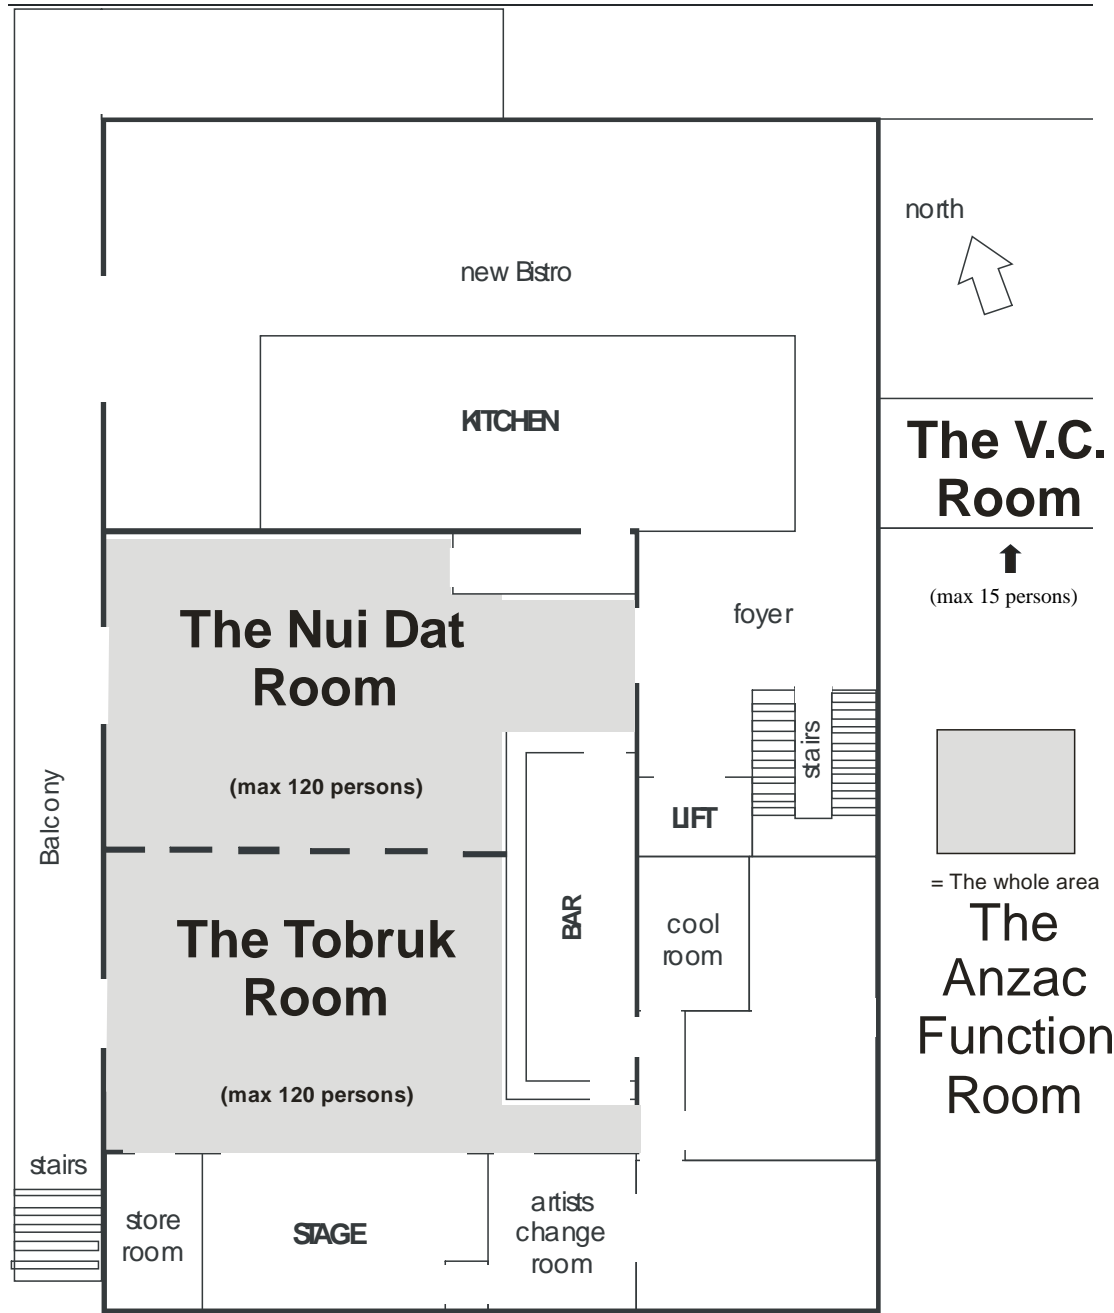 north
new Bistro
KITCHEN
The V.C.
Room
(max 15 persons)
The Nui Dat
Room
(max 120 persons)
foyer
stairs
LIFT
Balcony
BAR
cool
room
The Tobruk
Room
(max 120 persons)
= The whole area
The
Anzac
Function
Room
stairs
store
room
STAGE
artists
change
room